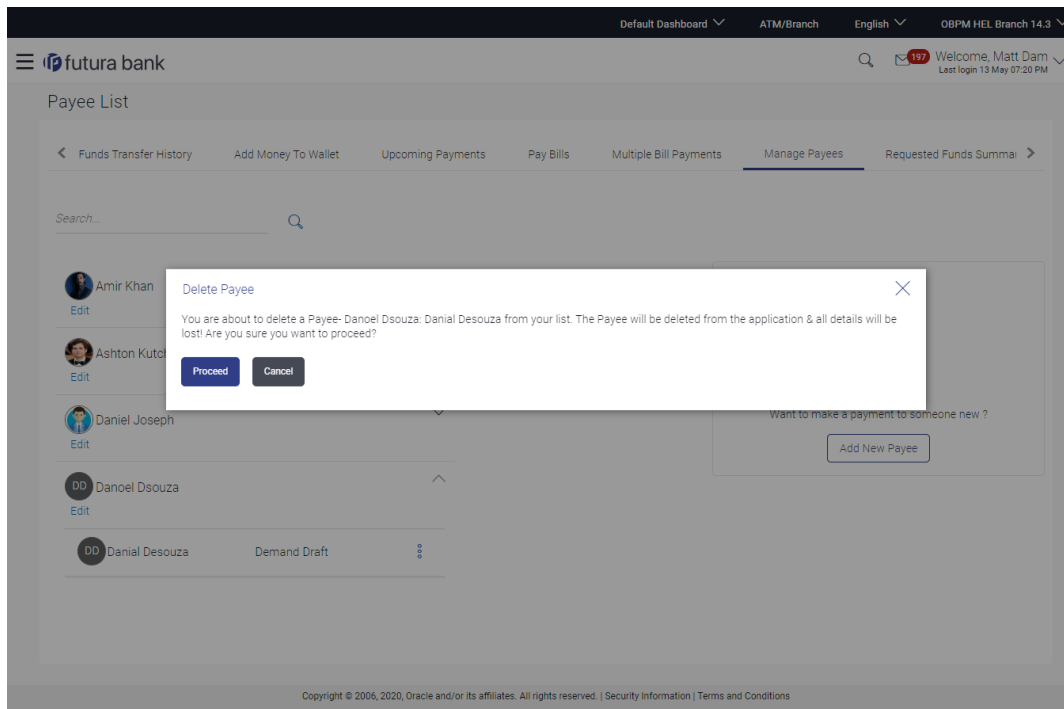 Default Dashboard ATM/Branch English OBPM HEL Branch 14.3
futura bank 197 Welcome, Matt Dam
Last login 13 May 07:20 PM
Payee List
Funds Transfer History Add Money To Wallet Upcoming Payments Pay Bills Multiple Bill Payments Manage Payees Requested Funds Summar
Search...
Amir Khan
Edit
Delete Payee
You are about to delete a Payee- Danoel Dsouza: Danial Desouza from your list. The Payee will be deleted from the application & all details will be
lost! Are you sure you want to proceed?
Proceed Cancel
Ashton Kutch
Edit
Daniel Joseph
Edit
Want to make a payment to someone new ?
Add New Payee
DD Danoel Dsouza
Edit
DD Danial Desouza Demand Draft
Copyright © 2006, 2020, Oracle and/or its affiliates. All rights reserved. | Security Information | Terms and Conditions